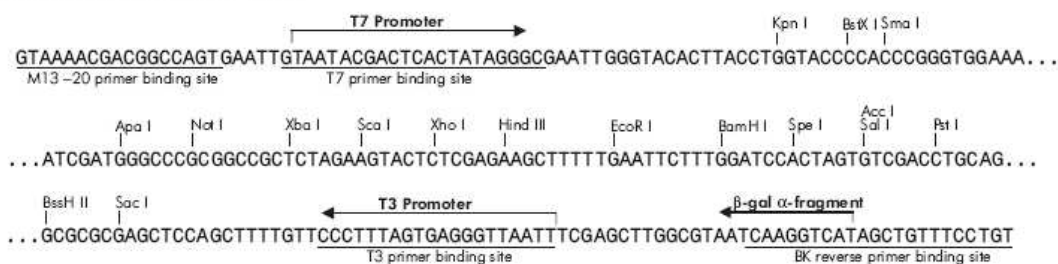 T7 Promoter
Kpn I BstX I Sma I
GTAAAACGACGGCCAGTGAATTGTAATACGACTCACTATAGGGCGAATTGGGTACACTTACCTGGTACCCCACCCGGGTGGAAA...
M13 –20 primer binding site T7 primer binding site
Acc I
Apa I Not I Xba I Sca I Xho I Hind III EcoR I BamH I Spe I Sal I Pst I
...ATCGATGGGCCCGCGGCCGCTCTAGAAGTACTCTCGAGAAGCTTTTTGAATTCTTTGGATCCACTAGTGTCGACCTGCAG...
BssH II Sac I T3 Promoter β-gal α-fragment
...GCGCGCGAGCTCCAGCTTTTGTTCCCTTTAGTGAGGGTTAATTTCGAGCTTGGCGTAATCAAGGTCATAGCTGTTTCCTGT
T3 primer binding site BK reverse primer binding site